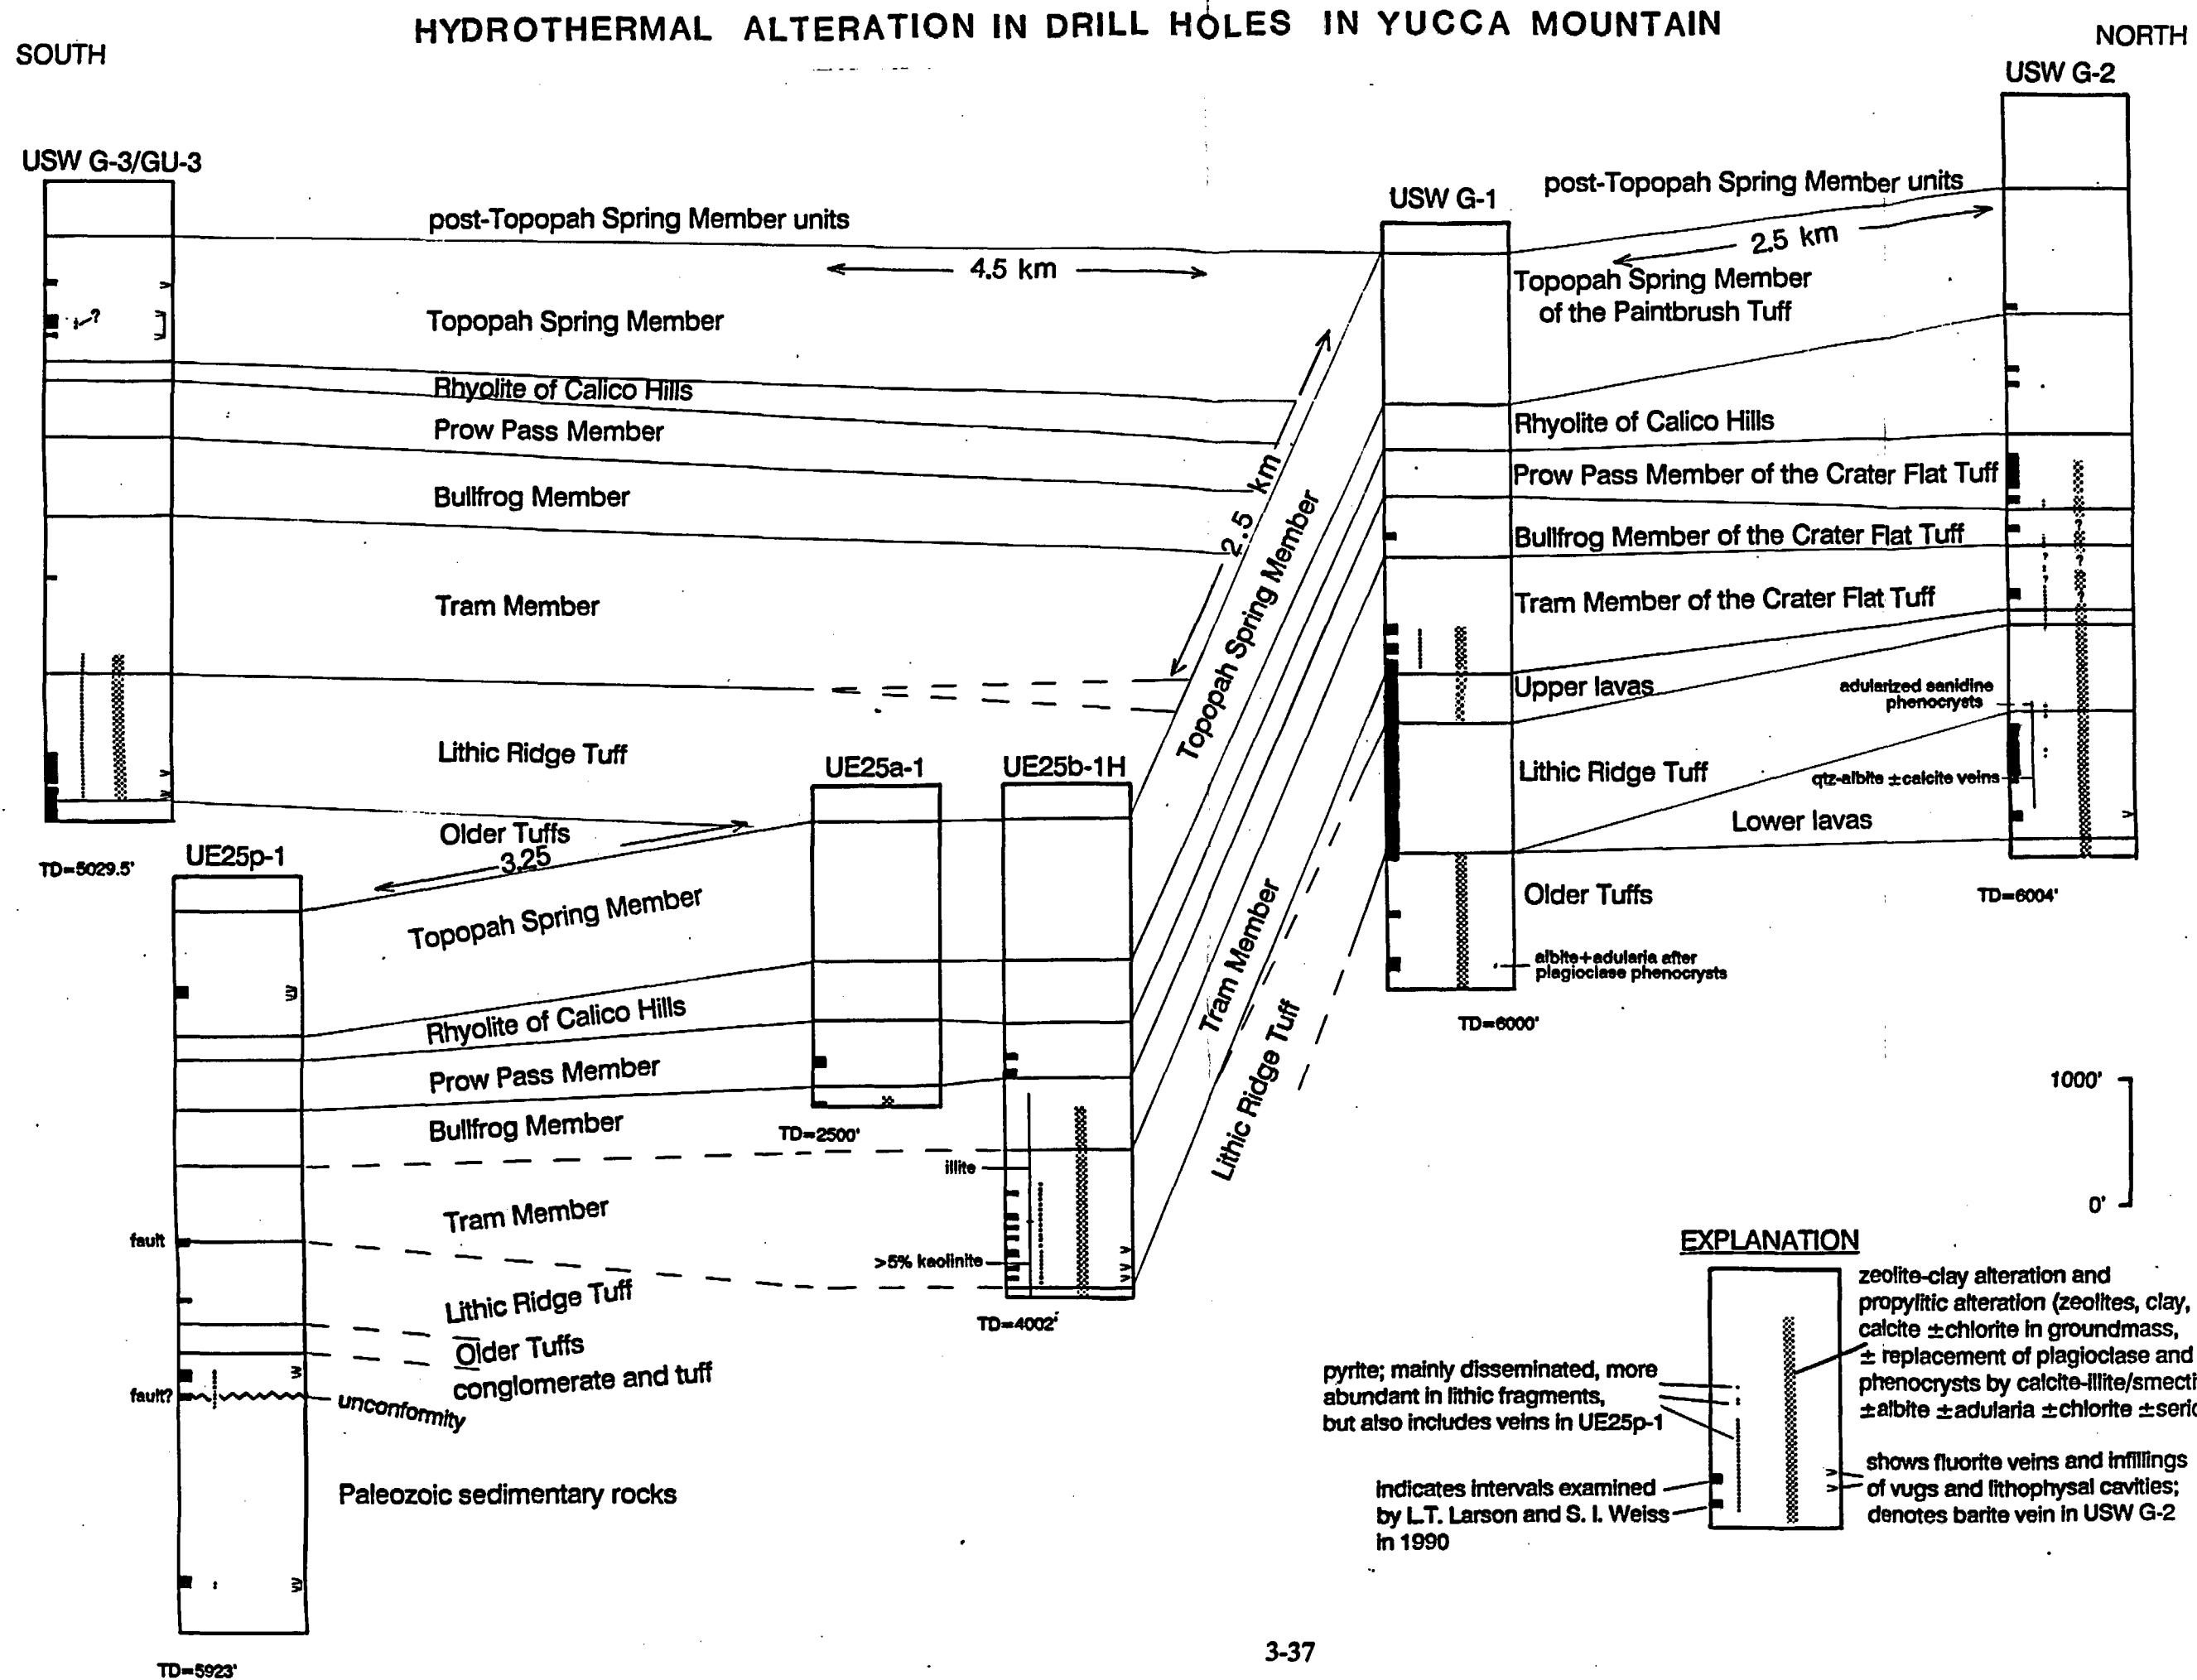 HYDROTHERMAL ALTERATION IN DRILL HOLES IN YUCCA MOUNTAIN
SOUTH
NORTH
USW G-2
USW G-3/GU-3
USW G-1
post-Topopah Spring Member units
post-Topopah Spring Member units
2.5 km
4.5 km
Topopah Spring Member
of the Paintbrush Tuff
?
Topopah Spring Member
Rhyolite of Calico Hills
Prow Pass Member
Bullfrog Member
Tram Member
Lithic Ridge Tuff
Older Tuffs
2.5 km
Topopah Spring Member
Tram Member
Lithic Ridge Tuff
Rhyolite of Calico Hills
Prow Pass Member of the Crater Flat Tuff
Bullfrog Member of the Crater Flat Tuff
Tram Member of the Crater Flat Tuff
Upper lavas
Lithic Ridge Tuff
Lower lavas
Older Tuffs
?
?
?
?
?
adularized sanidine
phenocrysts
qtz-albite ±calcite veins
albite+adularia after
plagioclase phenocrysts
TD=6004'
TD=6000'
TD=5029.5'
UE25p-1
UE25a-1
UE25b-1H
3.25
Topopah Spring Member
Rhyolite of Calico Hills
Prow Pass Member
Bullfrog Member
Tram Member
Lithic Ridge Tuff
Older Tuffs
conglomerate and tuff
unconformity
Paleozoic sedimentary rocks
fault
fault?
TD=2500'
illite
>5% kaolinite
TD=4002'
TD=5923'
1000'
0'
EXPLANATION
zeolite-clay alteration and
propylitic alteration (zeolites, clay,
calcite ±chlorite in groundmass,
± replacement of plagioclase and
phenocrysts by calcite-illite/smecti
±albite ±adularia ±chlorite ±seric
pyrite; mainly disseminated, more
abundant in lithic fragments,
but also includes veins in UE25p-1
indicates intervals examined
by L.T. Larson and S. I. Weiss
in 1990
shows fluorite veins and infillings
of vugs and lithophysal cavities;
denotes barite vein in USW G-2
3-37